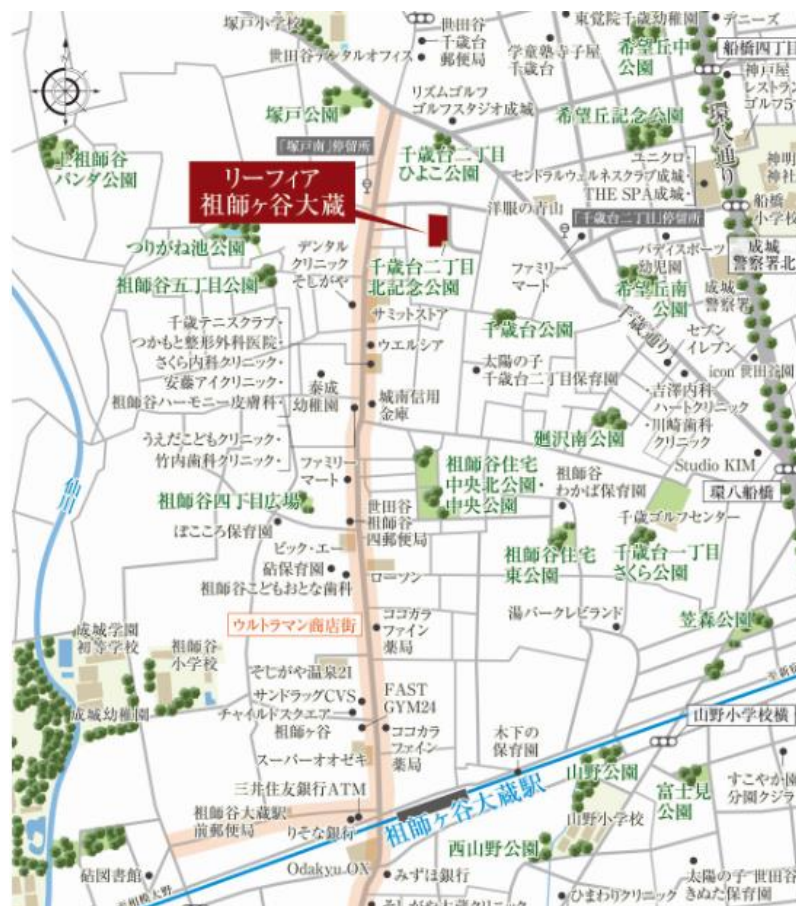 塚戸小学校
世田谷デンタルオフィス
世田谷
千歳台
郵便局
学童塾寺子屋
千歳台
東覚院千歳幼稚園
デニーズ
希望丘中
公園
船橋四丁目
神戸屋
レストラン
ゴルフ5
環八通り
塚戸公園
リズムゴルフ
ゴルフスタジオ成城
希望丘記念公園
「塚戸南」停留所
千歳台二丁目
ひよこ公園
上祖師谷
パンダ公園
リーフィア
祖師ヶ谷大蔵
ユニクロ
セントラルウェルネスクラブ成城
THE SPA成城
神明
神社
船橋
小学校
洋服の青山
「千歳台二丁目」停留所
つりがね池公園
デンタル
クリニック
そしがや
千歳台二丁目
北記念公園
ファミリー
マート
バディスポーツ
幼児園
成城
警察署北
祖師谷五丁目公園
希望丘南
公園
成城
警察署
サミットストア
千歳台公園
千歳通り
千歳テニスクラブ
つかもと整形外科医院
さくら内科クリニック
安藤アイクリニック
祖師谷ハーモニー皮膚科
ウエルシア
セブン
イレブン
太陽の子
千歳台二丁目保育園
icon 世田谷園
泰成
幼稚園
城南信用
金庫
吉澤内科
ハートクリニック
川崎歯科
クリニック
うえだこどもクリニック
竹内歯科クリニック
廻沢南公園
ファミリー
マート
祖師谷住宅
中央北公園・
中央公園
祖師谷
わかば保育園
Studio KIM
環八船橋
仙川
祖師谷四丁目広場
世田谷
祖師谷
四郵便局
千歳ゴルフセンター
ぽこころ保育園
ビック・エー
祖師谷住宅
東公園
千歳台一丁目
さくら公園
砧保育園
祖師谷こどもおとな歯科
ローソン
ウルトラマン商店街
ココカラ
ファイン
薬局
湯パークレビランド
笠森公園
成城学園
初等学校
祖師谷
小学校
そしがや温泉21
至新宿
サンドラッグCVS
FAST
GYM24
成城幼稚園
チャイルドスクエア
祖師ヶ谷
ココカラ
ファイン
薬局
山野小学校横
木下の
保育園
スーパーオオゼキ
山野公園
富士見
公園
すこやか園
分園クジラ
三井住友銀行ATM
祖師ヶ谷大蔵駅
祖師谷大蔵駅
前郵便局
りそな銀行
山野小学校
西山野公園
砧図書館
Odakyu OX
みずほ銀行
太陽の子 世田谷
きぬた保育園
至相模大野
ひまわりクリニック
そしがや大蔵クリニック